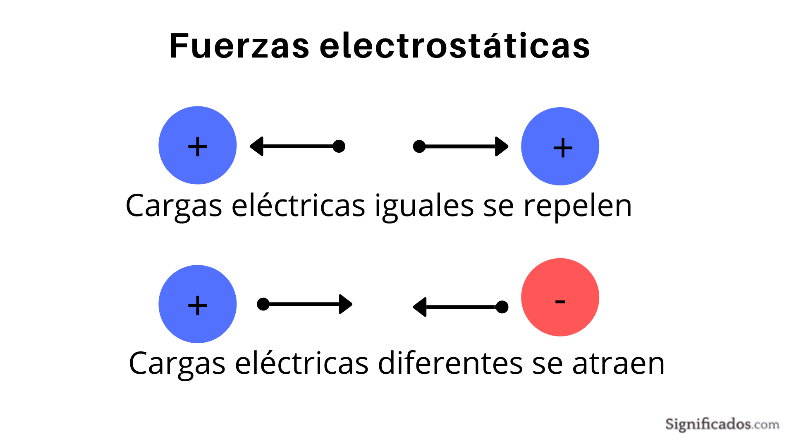 Fuerzas electrostáticas
+ +
Cargas eléctricas iguales se repelen
+ -
Cargas eléctricas diferentes se atraen
Significados.com